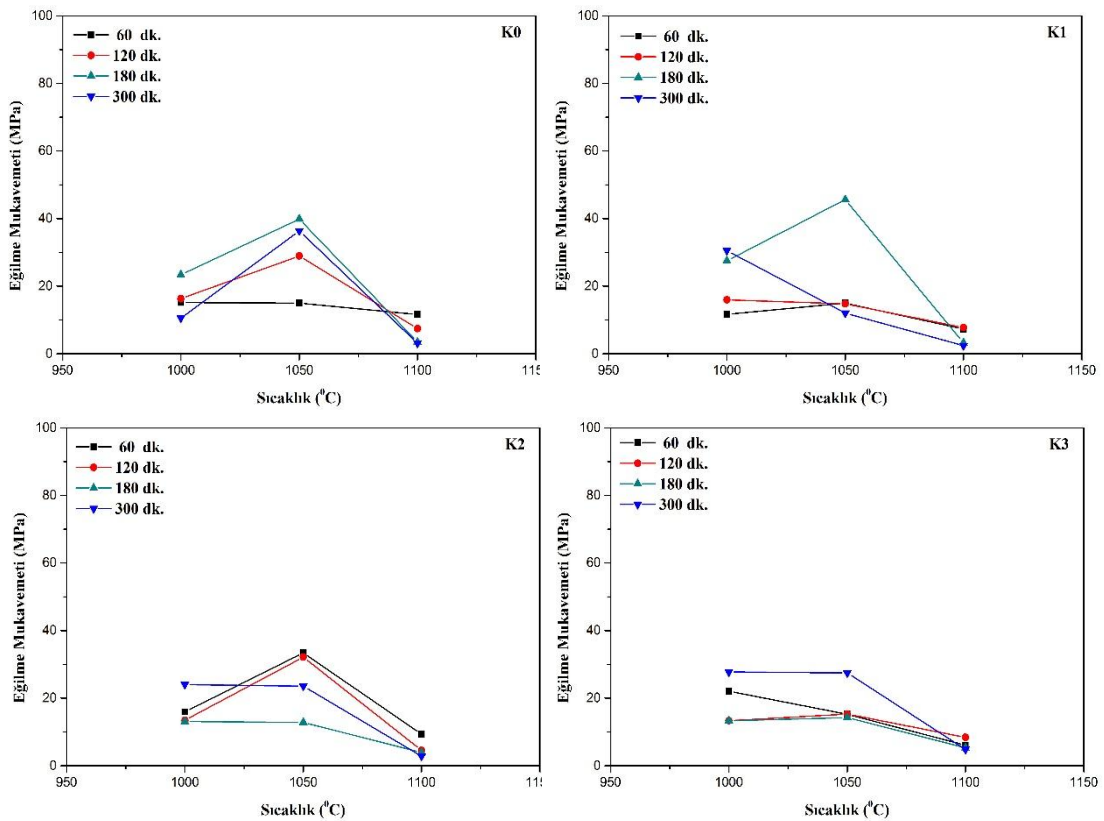 K0
60 dk.
120 dk.
180 dk.
300 dk.
Eğilme Mukavemeti (MPa)
100
80
60
40
20
0
950 1000 1050 1100 115
Sıcaklık (⁰C)
K1
60 dk.
120 dk.
180 dk.
300 dk.
Eğilme Mukavemeti (MPa)
100
80
60
40
20
0
950 1000 1050 1100 1150
Sıcaklık (⁰C)
K2
60 dk.
120 dk.
180 dk.
300 dk.
Eğilme Mukavemeti (MPa)
100
80
60
40
20
0
950 1000 1050 1100 115
Sıcaklık (⁰C)
K3
60 dk.
120 dk.
180 dk.
300 dk.
Eğilme Mukavemeti (MPa)
100
80
60
40
20
0
950 1000 1050 1100 1150
Sıcaklık (⁰C)